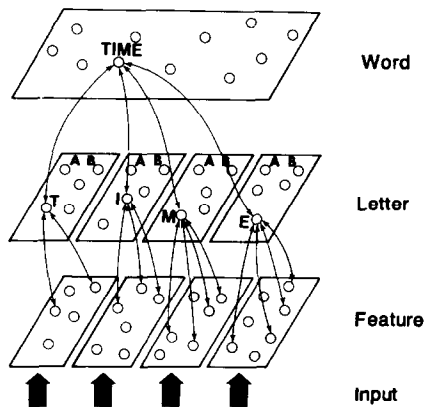 TIME
Word
A B A B A B A B
Letter
T I M E
Feature
Input